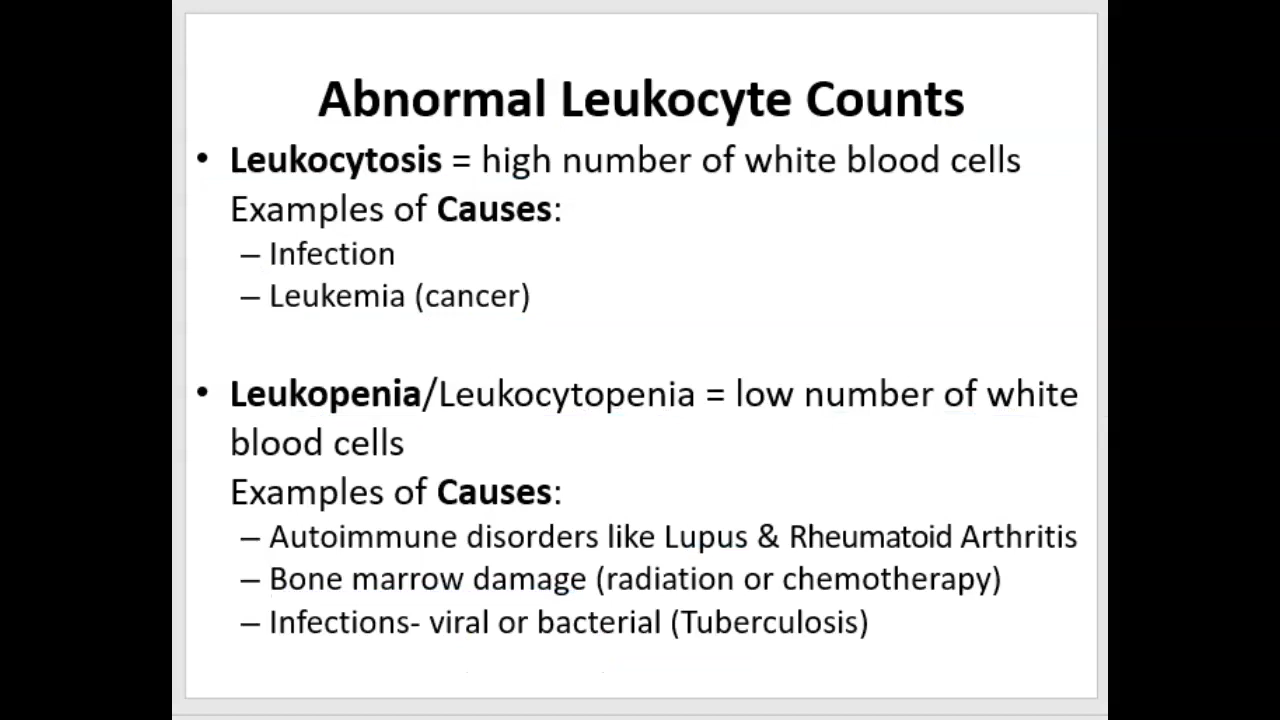 Abnormal Leukocyte Counts
• Leukocytosis = high number of white blood cells
Examples of Causes:
– Infection
– Leukemia (cancer)
• Leukopenia/Leukocytopenia = low number of white
blood cells
Examples of Causes:
– Autoimmune disorders like Lupus & Rheumatoid Arthritis
– Bone marrow damage (radiation or chemotherapy)
– Infections- viral or bacterial (Tuberculosis)